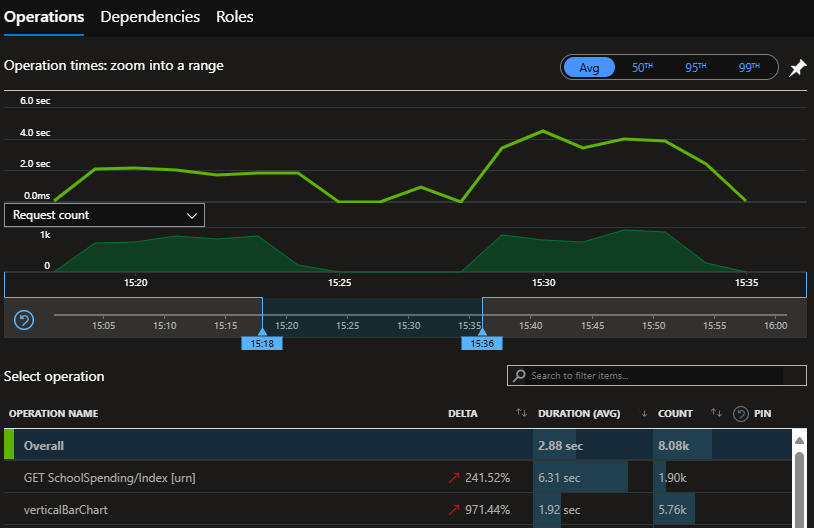 Operations Dependencies Roles
Operation times: zoom into a range
Avg 50TH 95TH 99TH
6.0 sec
4.0 sec
2.0 sec
0.0ms
Request count
1k
0
15:20 15:25 15:30 15:35
15:05 15:10 15:15 15:20 15:25 15:30 15:35 15:40 15:45 15:50 15:55 16:00
15:18 15:36
Select operation
Search to filter items...
OPERATION NAME DELTA DURATION (AVG) COUNT PIN
Overall 2.88 sec 8.08k
GET SchoolSpending/Index [urn] 241.52% 6.31 sec 1.90k
verticalBarChart 971.44% 1.92 sec 5.76k